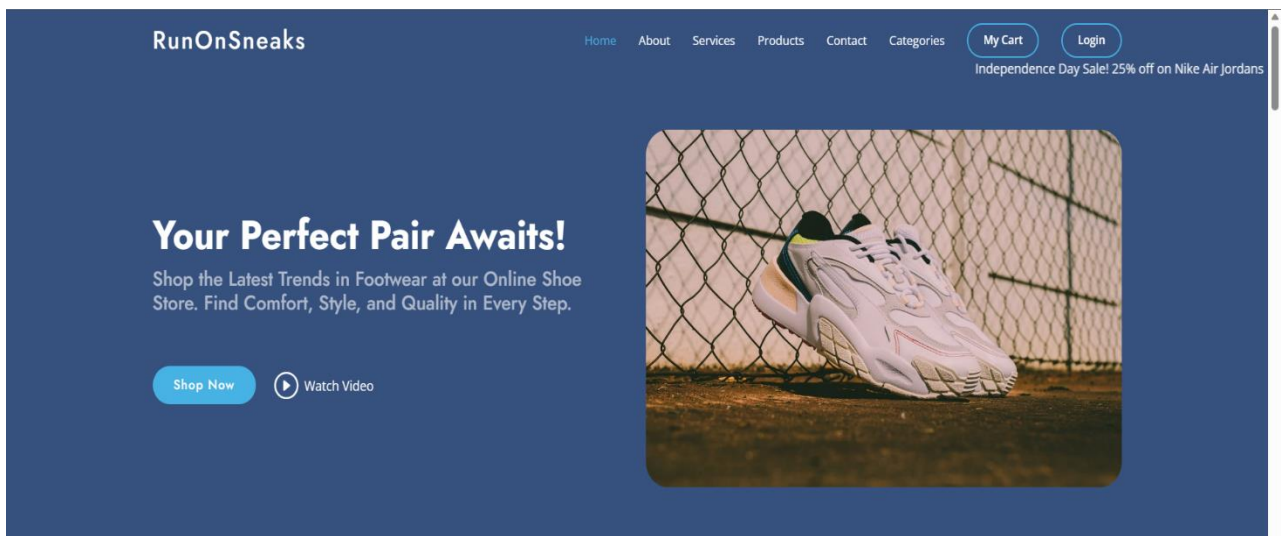 RunOnSneaks
Home About Services Products Contact Categories My Cart Login
Independence Day Sale! 25% off on Nike Air Jordans
Your Perfect Pair Awaits!
Shop the Latest Trends in Footwear at our Online Shoe
Store. Find Comfort, Style, and Quality in Every Step.
Shop Now Watch Video